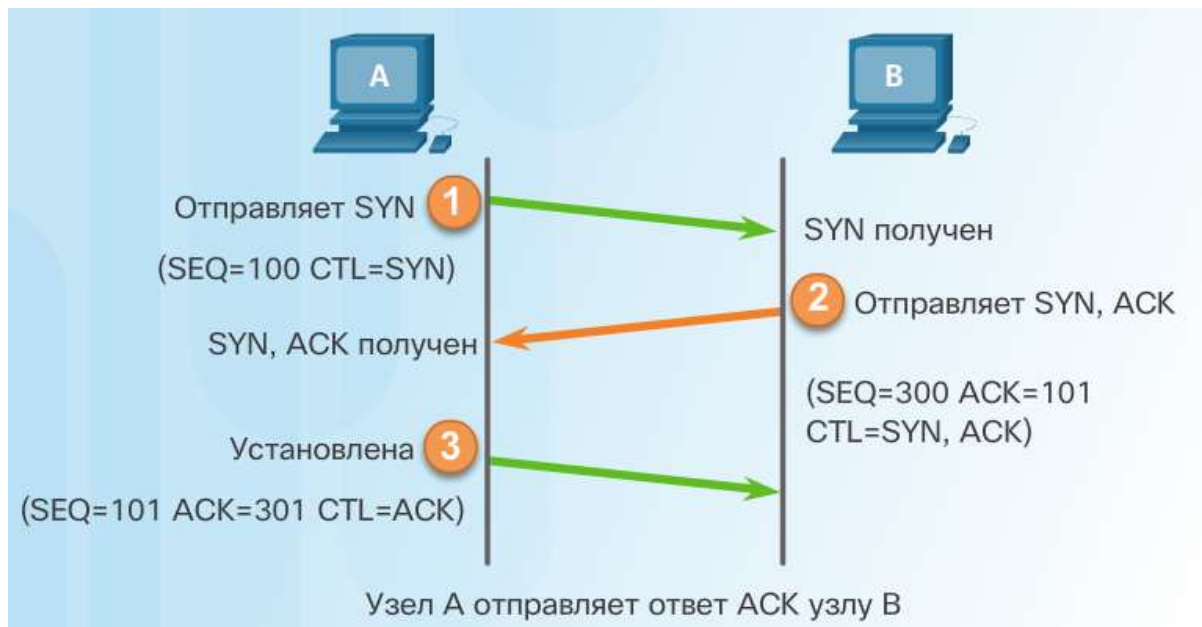 A
B
Отправляет SYN 1
(SEQ=100 CTL=SYN)
SYN получен
2 Отправляет SYN, ACK
SYN, ACK получен
(SEQ=300 ACK=101
CTL=SYN, ACK)
Установлена 3
(SEQ=101 ACK=301 CTL=ACK)
Узел A отправляет ответ ACK узлу B